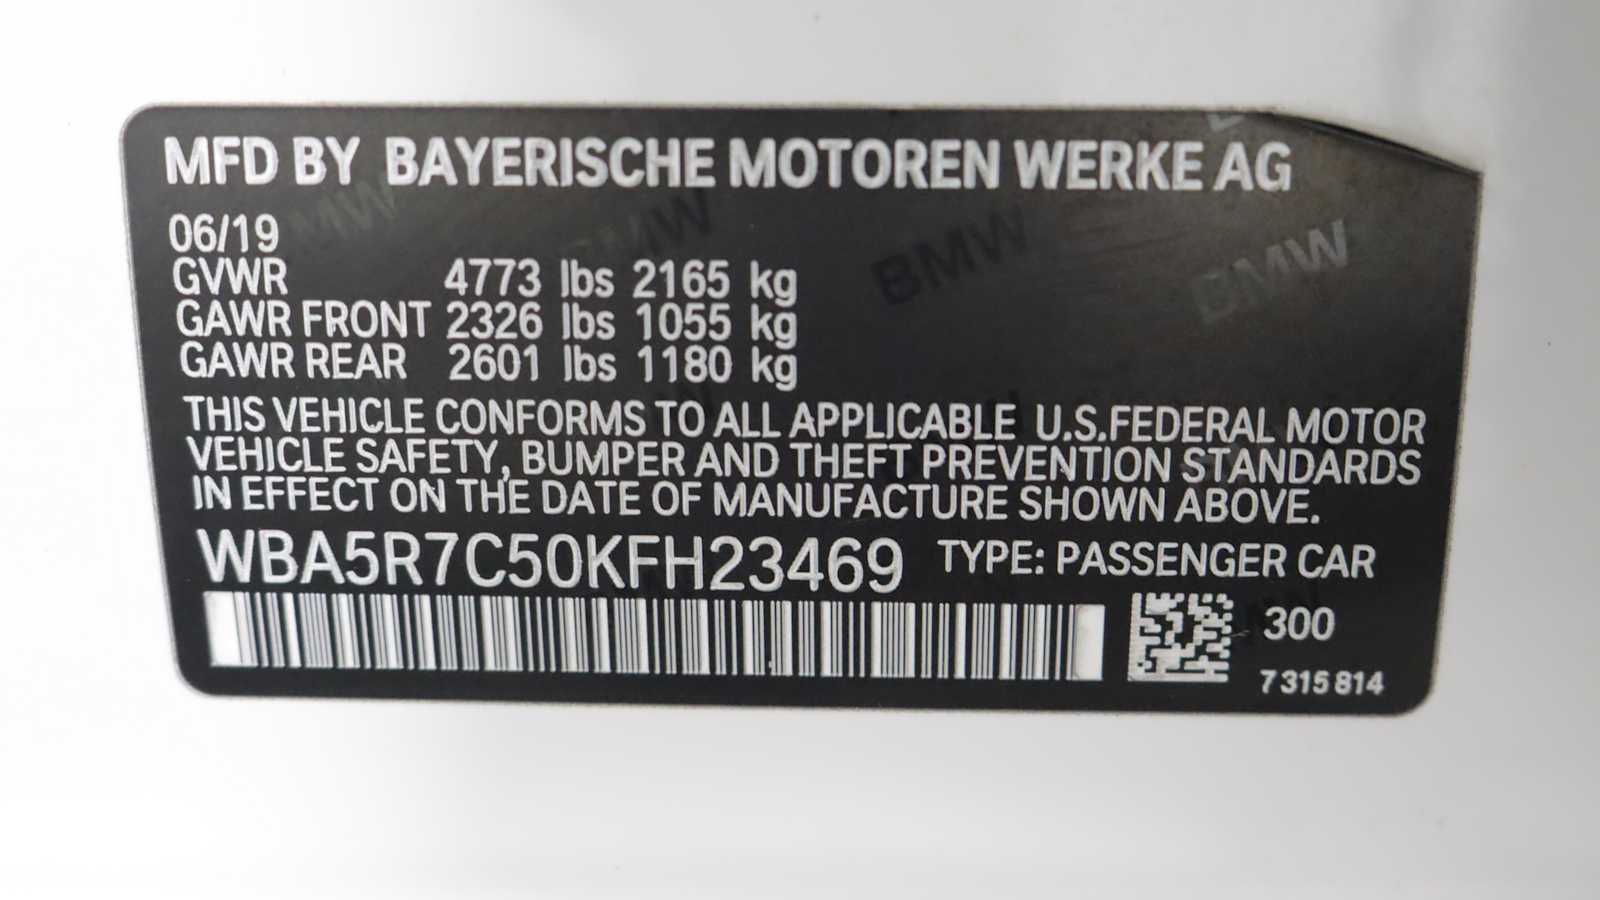 MFD BY BAYERISCHE MOTOREN WERKE AG
06/19
GVWR 4773 lbs 2165 kg
GAWR FRONT 2326 lbs 1055 kg
GAWR REAR 2601 lbs 1180 kg
THIS VEHICLE CONFORMS TO ALL APPLICABLE U.S.FEDERAL MOTOR
VEHICLE SAFETY, BUMPER AND THEFT PREVENTION STANDARDS
IN EFFECT ON THE DATE OF MANUFACTURE SHOWN ABOVE.
WBA5R7C50KFH23469 TYPE: PASSENGER CAR
300
7 315 814
BMW
BMW
BMW
BMW